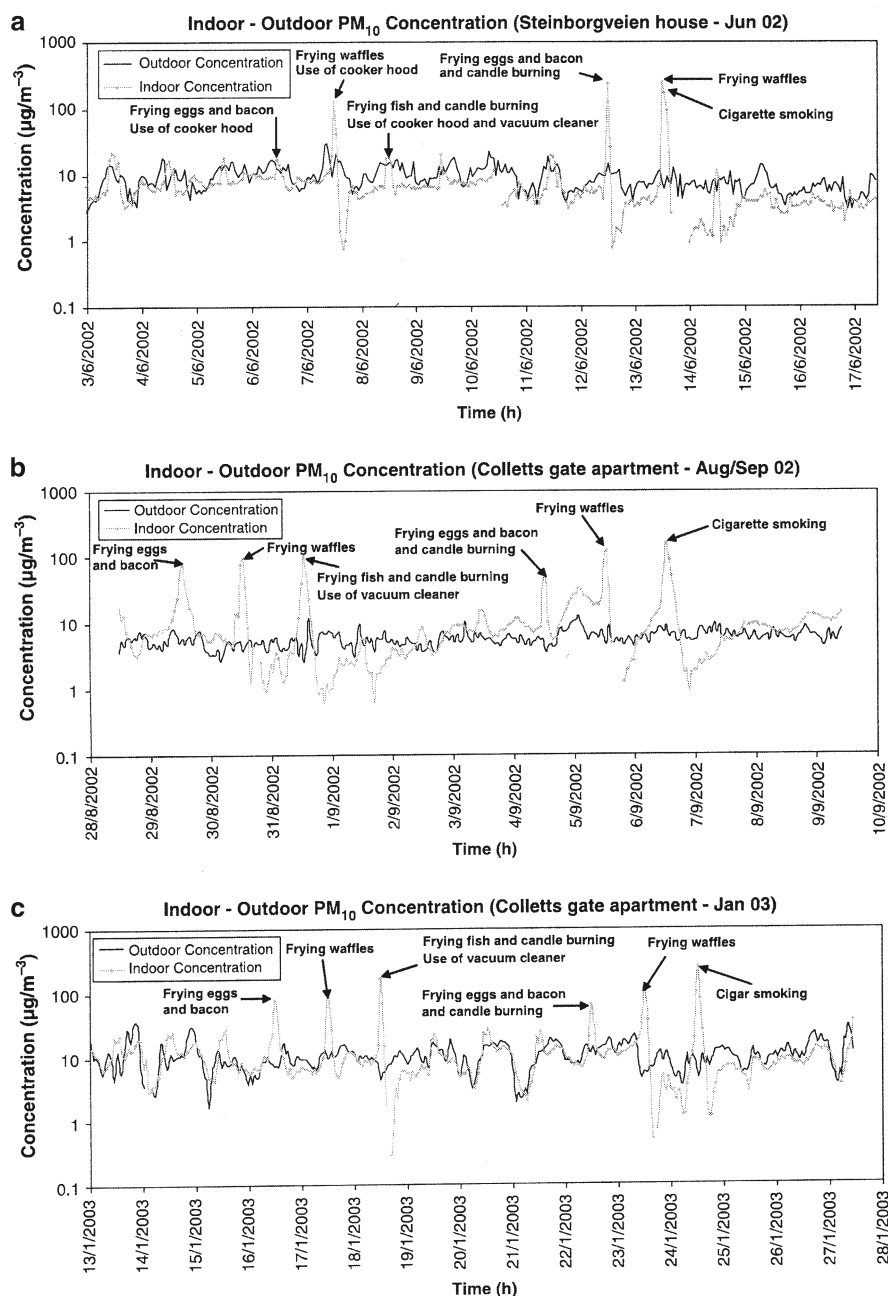 a
Indoor - Outdoor PM10 Concentration (Steinborgveien house - Jun 02)
Concentration (µg/m−3)
1000
100
10
1
0.1
Outdoor Concentration
Indoor Concentration
Frying eggs and bacon
Use of cooker hood
Frying waffles
Use of cooker hood
Frying fish and candle burning
Use of cooker hood and vacuum cleaner
Frying eggs and bacon
and candle burning
Frying waffles
Cigarette smoking
3/6/2002
4/6/2002
5/6/2002
6/6/2002
7/6/2002
8/6/2002
9/6/2002
10/6/2002
11/6/2002
12/6/2002
13/6/2002
14/6/2002
15/6/2002
16/6/2002
17/6/2002
Time (h)
b
Indoor - Outdoor PM10 Concentration (Colletts gate apartment - Aug/Sep 02)
Concentration (µg/m−3)
1000
100
10
1
0.1
Outdoor Concentration
Indoor Concentration
Frying eggs
and bacon
Frying waffles
Frying fish and candle burning
Use of vacuum cleaner
Frying eggs and bacon
and candle burning
Frying waffles
Cigarette smoking
28/8/2002
29/8/2002
30/8/2002
31/8/2002
1/9/2002
2/9/2002
3/9/2002
4/9/2002
5/9/2002
6/9/2002
7/9/2002
8/9/2002
9/9/2002
10/9/2002
Time (h)
c
Indoor - Outdoor PM10 Concentration (Colletts gate apartment - Jan 03)
Concentration (µg/m−3)
1000
100
10
1
0.1
Outdoor Concentration
Indoor Concentration
Frying eggs
and bacon
Frying waffles
Frying fish and candle burning
Use of vacuum cleaner
Frying eggs and bacon
and candle burning
Frying waffles
Cigar smoking
13/1/2003
14/1/2003
15/1/2003
16/1/2003
17/1/2003
18/1/2003
19/1/2003
20/1/2003
21/1/2003
22/1/2003
23/1/2003
24/1/2003
25/1/2003
26/1/2003
27/1/2003
28/1/2003
Time (h)